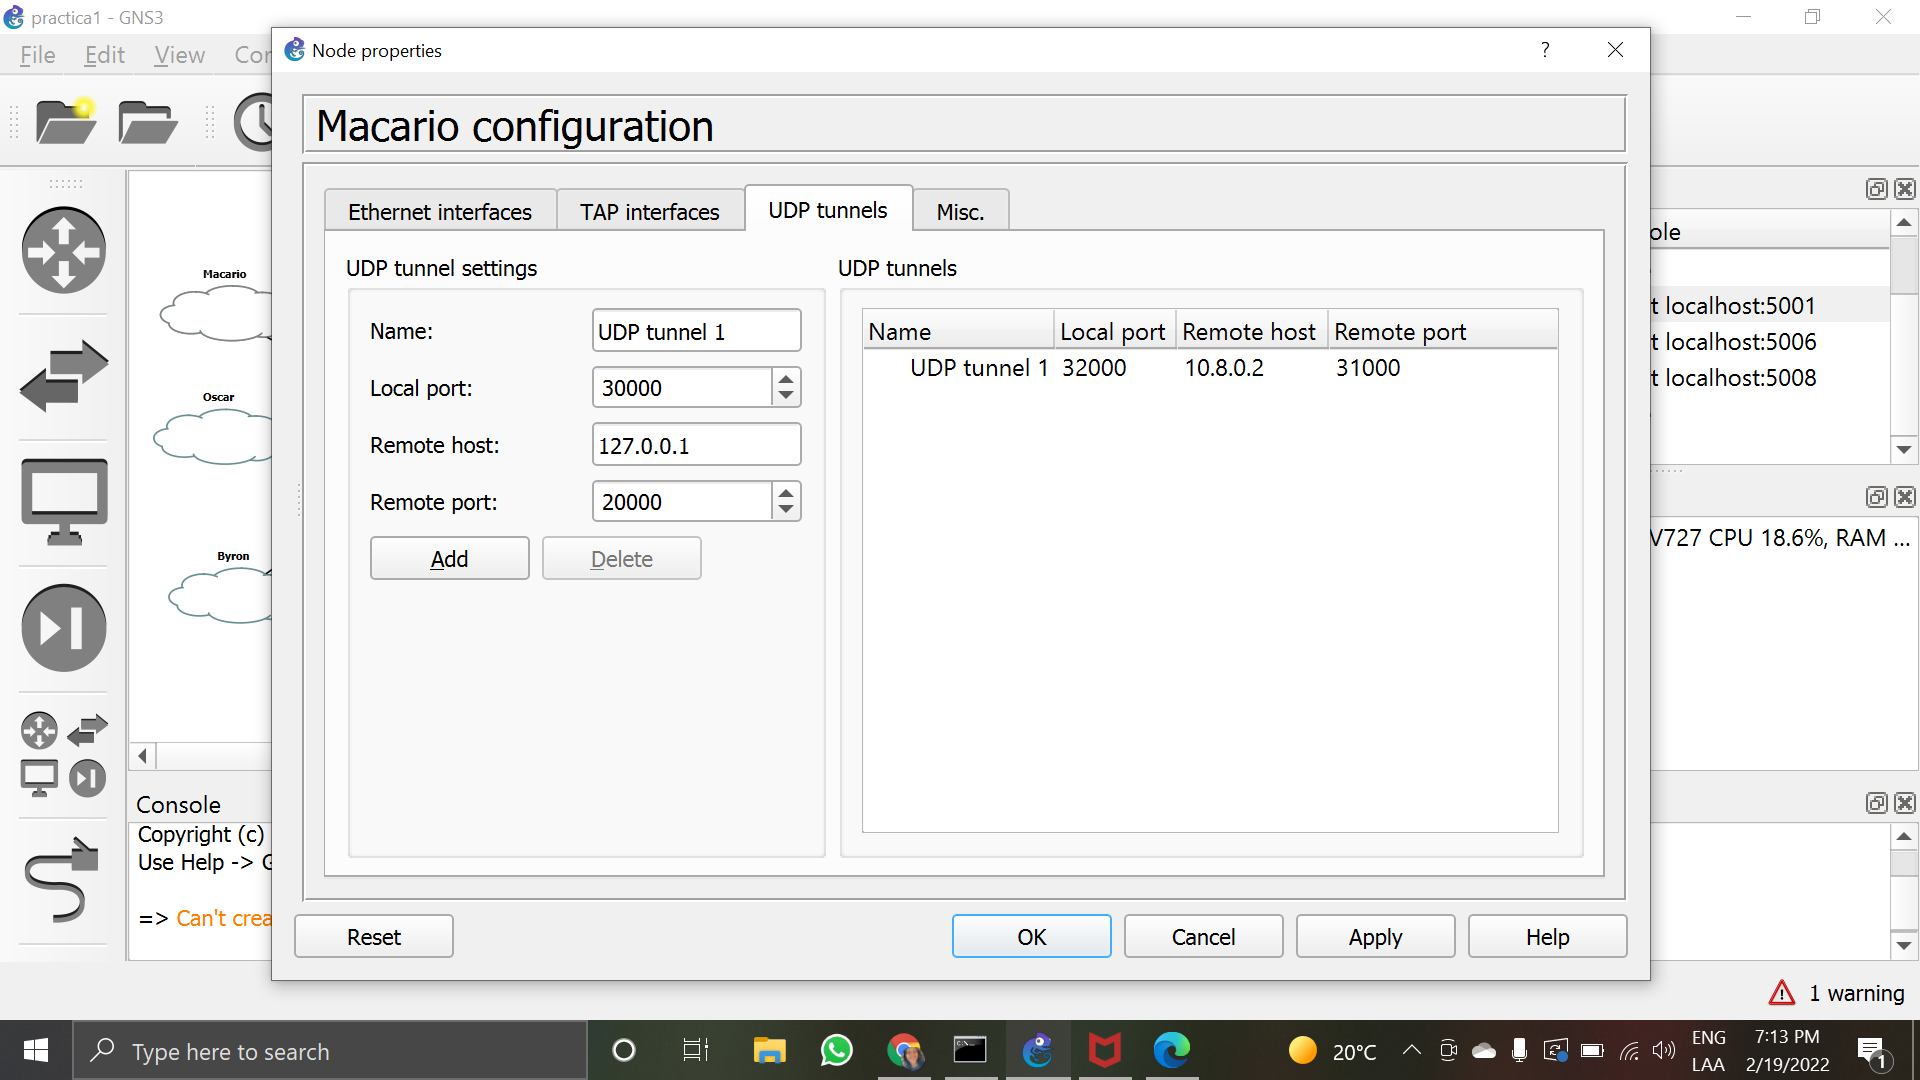 practica1 - GNS3
File Edit View Cor
Node properties
?
Macario configuration
Ethernet interfaces
TAP interfaces
UDP tunnels
Misc.
UDP tunnel settings
Name: UDP tunnel 1
Local port: 30000
Remote host: 127.0.0.1
Remote port: 20000
Add
Delete
UDP tunnels
Name Local port Remote host Remote port
UDP tunnel 1 32000 10.8.0.2 31000
Reset
OK
Cancel
Apply
Help
Macario
Oscar
Byron
ole
t localhost:5001
t localhost:5006
t localhost:5008
V727 CPU 18.6%, RAM ...
Console
Copyright (c)
Use Help -> G
=> Can't crea
1 warning
Type here to search
20°C
ENG
LAA
7:13 PM
2/19/2022
1